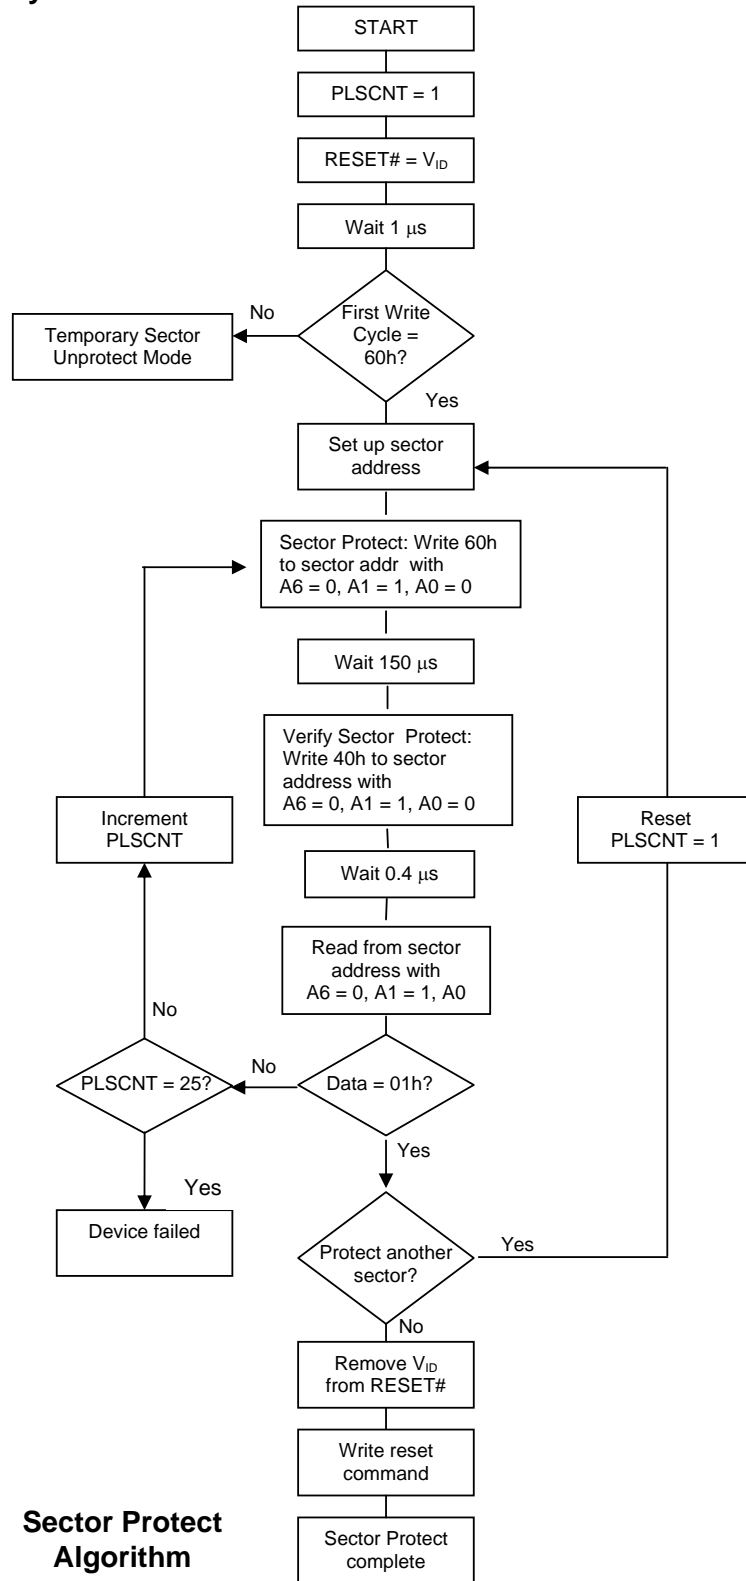 START
PLSCNT = 1
RESET# = VID
Wait 1 μs
First Write
Cycle =
60h?
No
Temporary Sector
Unprotect Mode
Yes
Set up sector
address
Sector Protect: Write 60h
to sector addr with
A6 = 0, A1 = 1, A0 = 0
Wait 150 μs
Verify Sector Protect:
Write 40h to sector
address with
A6 = 0, A1 = 1, A0 = 0
Increment
PLSCNT
Reset
PLSCNT = 1
Wait 0.4 μs
Read from sector
address with
A6 = 0, A1 = 1, A0
No
PLSCNT = 25?
No
Data = 01h?
Yes
Yes
Device failed
Protect another
sector?
Yes
No
Remove VID
from RESET#
Write reset
command
Sector Protect
complete
Sector Protect
Algorithm